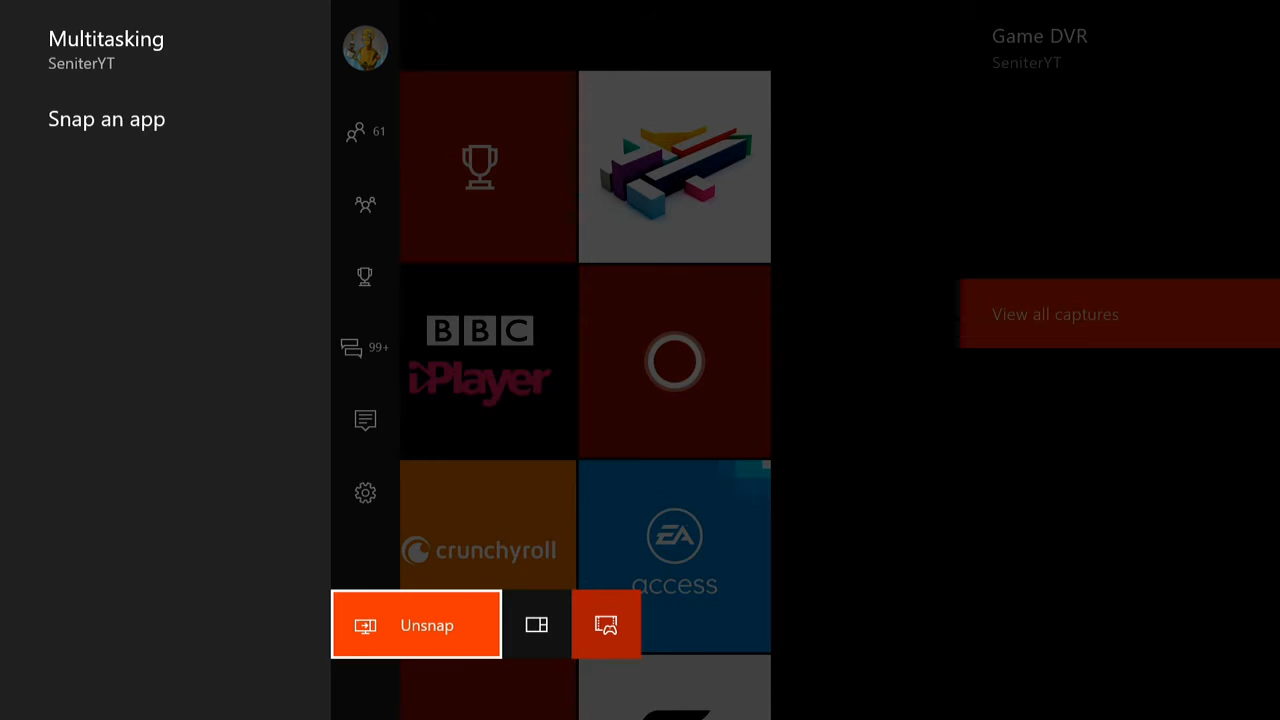 Multitasking
SeniterYT
Snap an app
61
99+
BBC
iPlayer
crunchyroll
EA
access
Unsnap
Game DVR
SeniterYT
View all captures